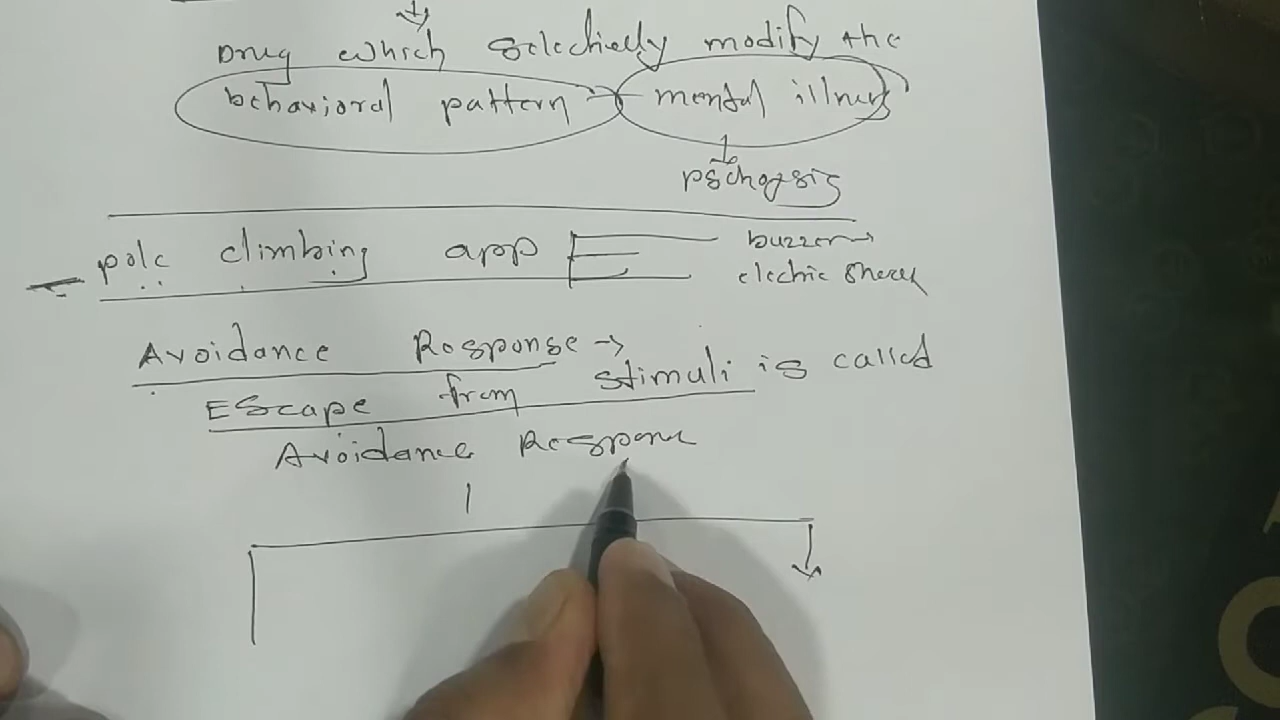 Drug which selectively modify the
behavioral pattern mental illness
pole climbing app buzzer
electric shock
Avoidance Response →
Escape from stimuli is called
Avoidance Response